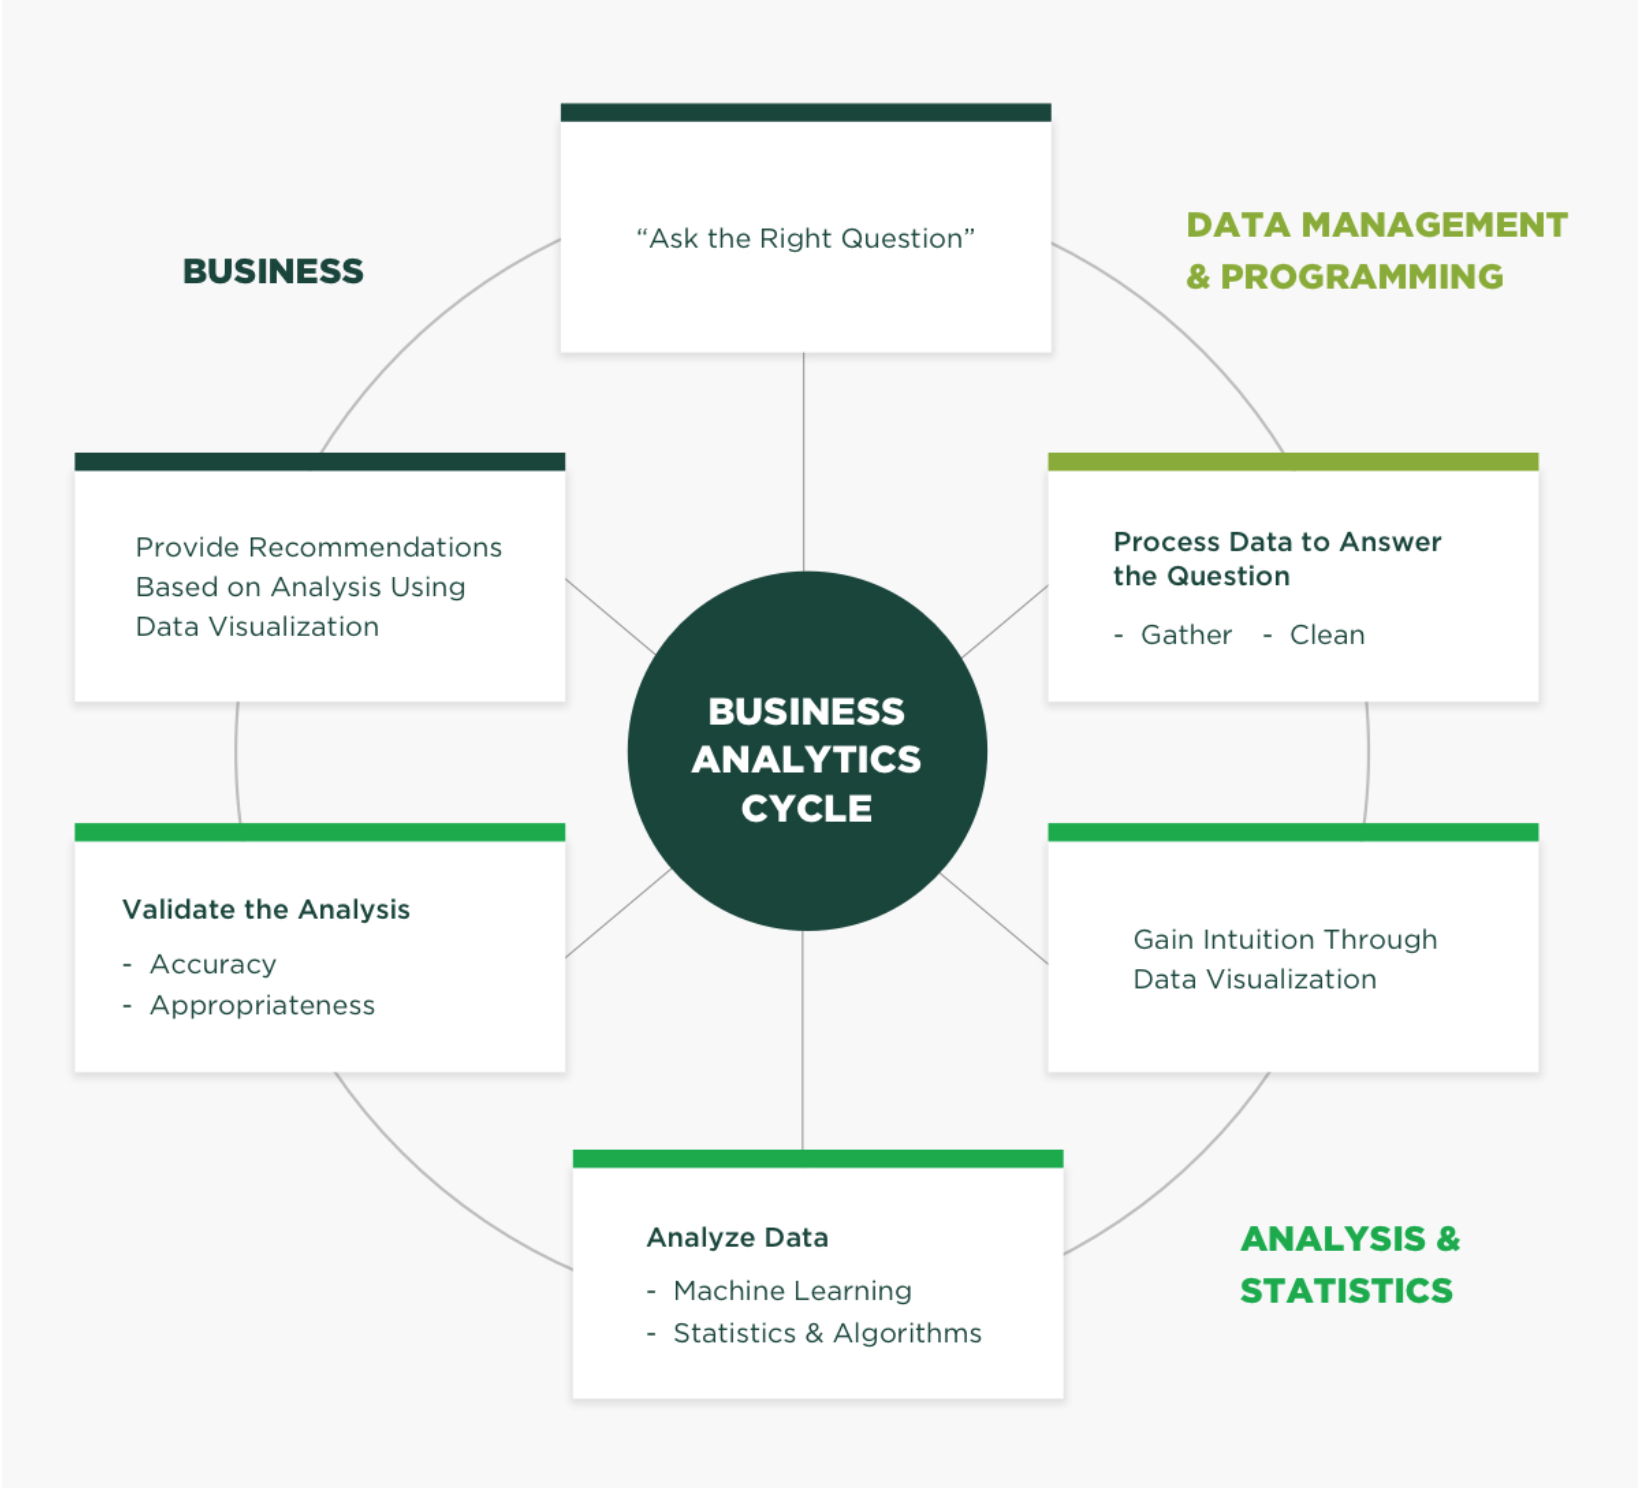 “Ask the Right Question”
DATA MANAGEMENT
& PROGRAMMING
BUSINESS
Provide Recommendations
Based on Analysis Using
Data Visualization
Process Data to Answer
the Question
- Gather - Clean
BUSINESS
ANALYTICS
CYCLE
Validate the Analysis
- Accuracy
- Appropriateness
Gain Intuition Through
Data Visualization
Analyze Data
- Machine Learning
- Statistics & Algorithms
ANALYSIS &
STATISTICS